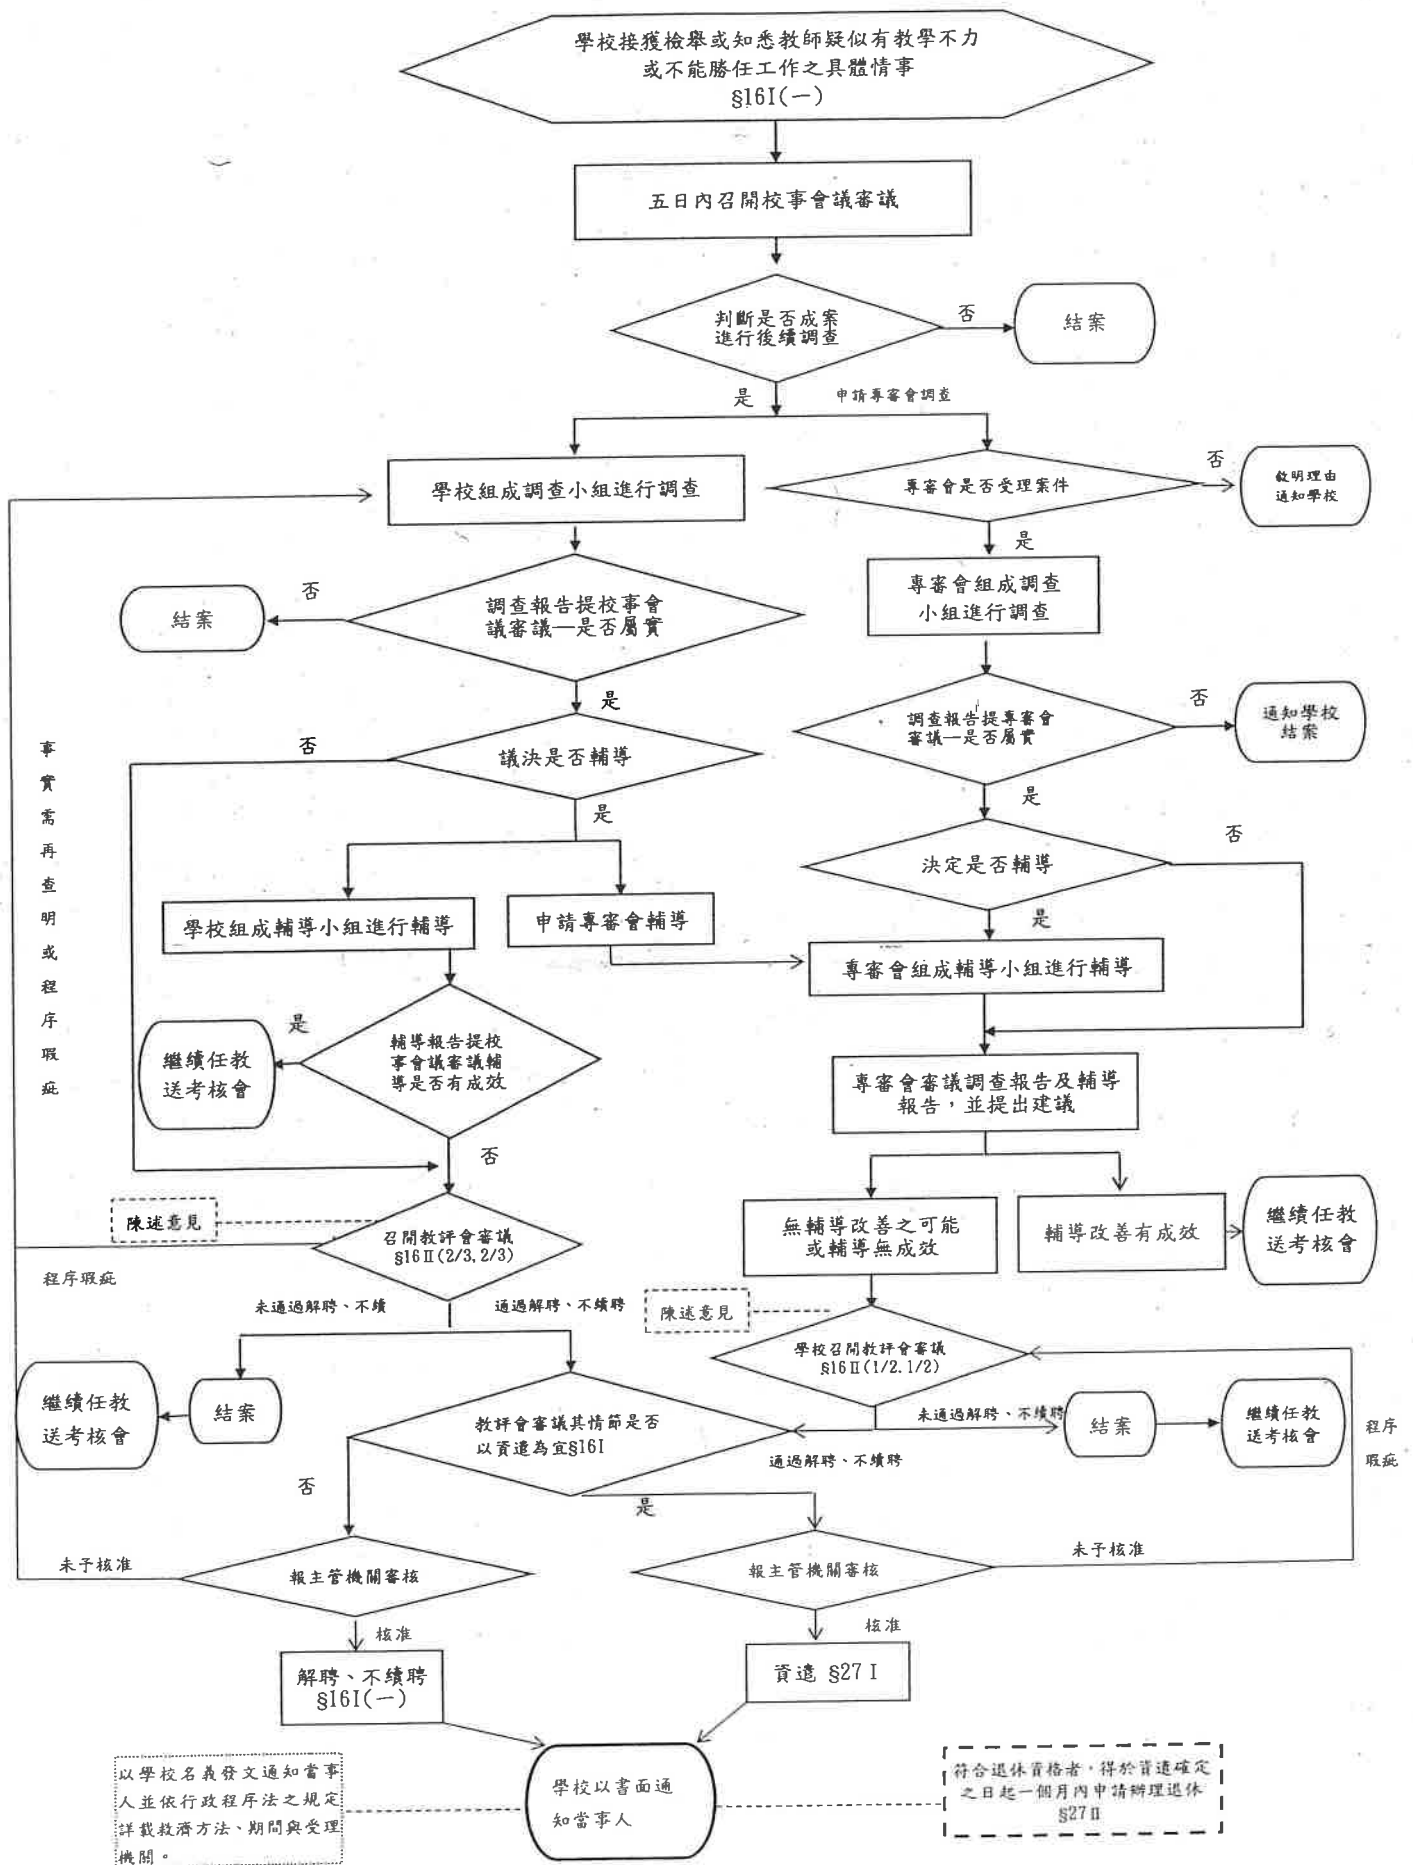 學校接獲檢舉或知悉教師疑似有教學不力
或不能勝任工作之具體情事
§16I(一)
五日內召開校事會議審議
判斷是否成案
進行後續調查
否
結案
是
申請專審會調查
學校組成調查小組進行調查
專審會是否受理案件
否
敘明理由
通知學校
是
專審會組成調查
小組進行調查
調查報告提校事會
議審議—是否屬實
否
結案
是
調查報告提專審會
審議—是否屬實
否
通知學校
結案
是
議決是否輔導
否
是
決定是否輔導
否
是
事實需再查明或程序瑕疵
學校組成輔導小組進行輔導
申請專審會輔導
專審會組成輔導小組進行輔導
輔導報告提校
事會議審議輔
導是否有成效
是
繼續任教
送考核會
否
專審會審議調查報告及輔導
報告，並提出建議
無輔導改善之可能
或輔導無成效
輔導改善有成效
繼續任教
送考核會
陳述意見
召開教評會審議
§16Ⅱ(2/3,2/3)
程序瑕疵
未通過解聘、不續
通過解聘、不續聘
陳述意見
學校召開教評會審議
§16Ⅱ(1/2.1/2)
繼續任教
送考核會
結案
教評會審議其情節是否
以資遣為宜§16I
未通過解聘、不續聘
通過解聘、不續聘
結案
繼續任教
送考核會
程序
瑕疵
否
是
未予核准
報主管機關審核
報主管機關審核
未予核准
核准
核准
解聘、不續聘
§16I(一)
資遣 §27 I
以學校名義發文通知當事
人並依行政程序法之規定
詳載救濟方法、期間與受理
機關。
學校以書面通
知當事人
符合退休資格者，得於資遣確定
之日起一個月內申請辦理退休
§27Ⅱ